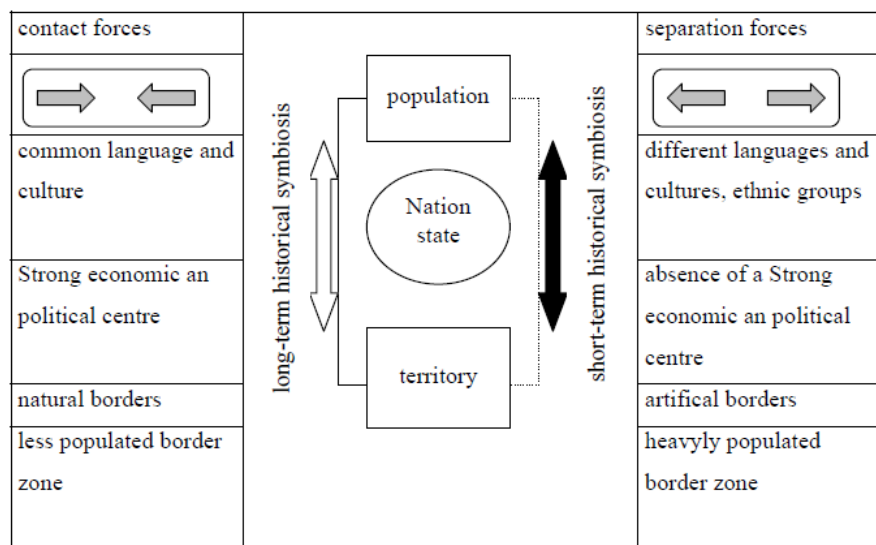 contact forces
common language and
culture
Strong economic an
political centre
natural borders
less populated border
zone
long-term historical symbiosis
population
Nation
state
territory
short-term historical symbiosis
separation forces
different languages and
cultures, ethnic groups
absence of a Strong
economic an political
centre
artifical borders
heavyly populated
border zone